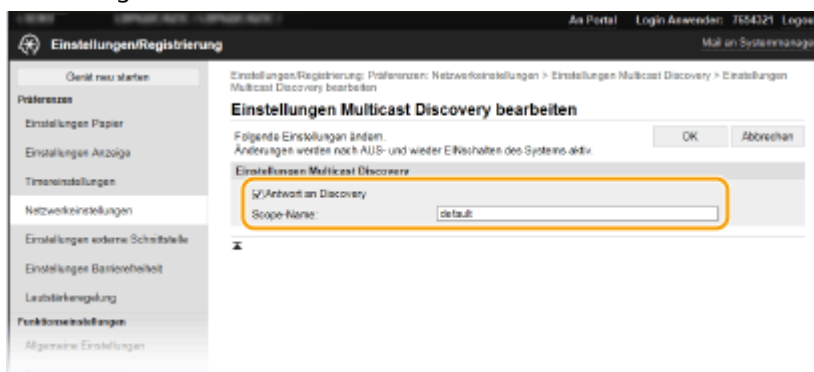 An Portal Login Anwender: 7654321 Logou
Einstellungen/Registrierung
Mail an Systemmanage
Gerät neu starten
Präferenzen
Einstellungen Papier
Einstellungen Anzeige
Timereinstellungen
Netzwerkeinstellungen
Einstellungen externe Schnittstelle
Einstellungen Barrierefreiheit
Lautstärkeregelung
Funktionseinstellungen
Allgemeine Einstellungen
Einstellungen/Registrierung: Präferenzen: Netzwerkeinstellungen > Einstellungen Multicast Discovery > Einstellungen
Multicast Discovery bearbeiten
Einstellungen Multicast Discovery bearbeiten
Folgende Einstellungen ändern.
Änderungen werden nach AUS- und wieder EINschalten des Systems aktiv.
OK Abbrechen
Einstellungen Multicast Discovery
Antwort an Discovery
Scope-Name: default